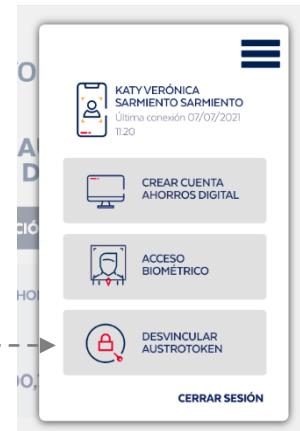 KATY VERÓNICA
SARMIENTO SARMIENTO
Última conexión 07/07/2021
11:20
CREAR CUENTA
AHORROS DIGITAL
ACCESO
BIOMÉTRICO
DESVINCULAR
AUSTROTOKEN
CERRAR SESIÓN